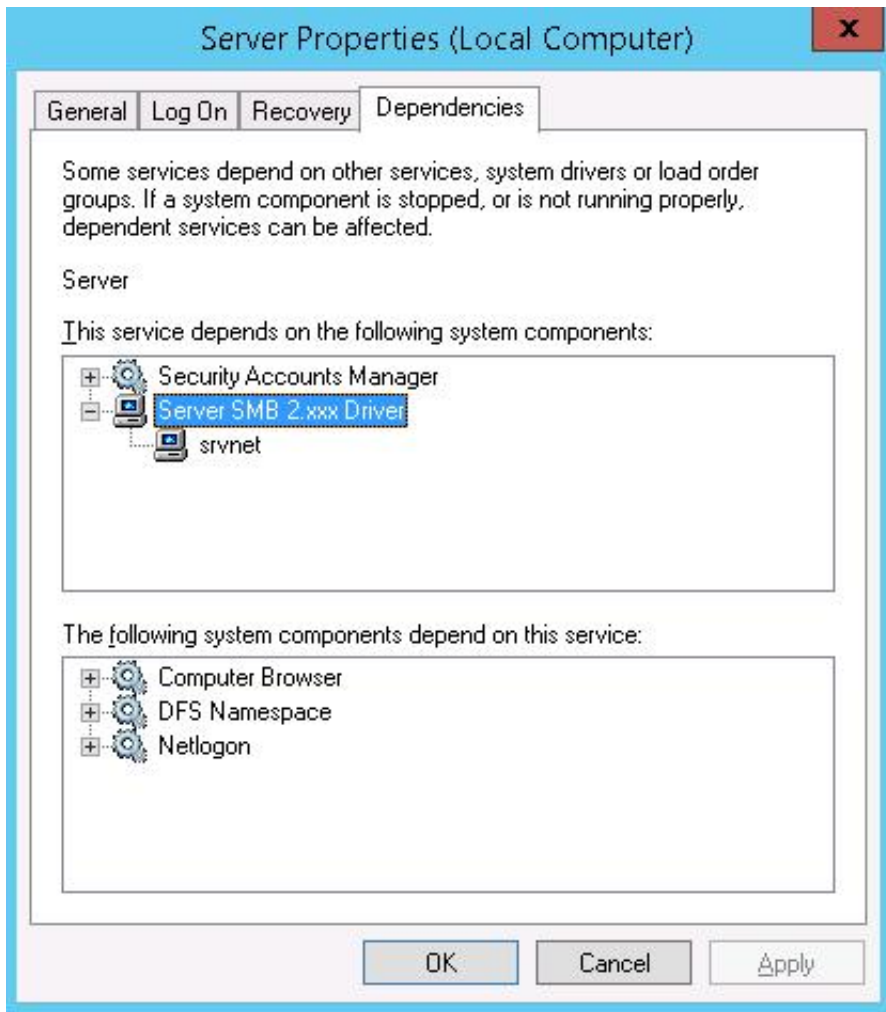 Server Properties (Local Computer)
x
General Log On Recovery Dependencies
Some services depend on other services, system drivers or load order
groups. If a system component is stopped, or is not running properly,
dependent services can be affected.
Server
This service depends on the following system components:
Security Accounts Manager
Server SMB 2.xxx Driver
srvnet
The following system components depend on this service:
Computer Browser
DFS Namespace
Netlogon
OK Cancel Apply